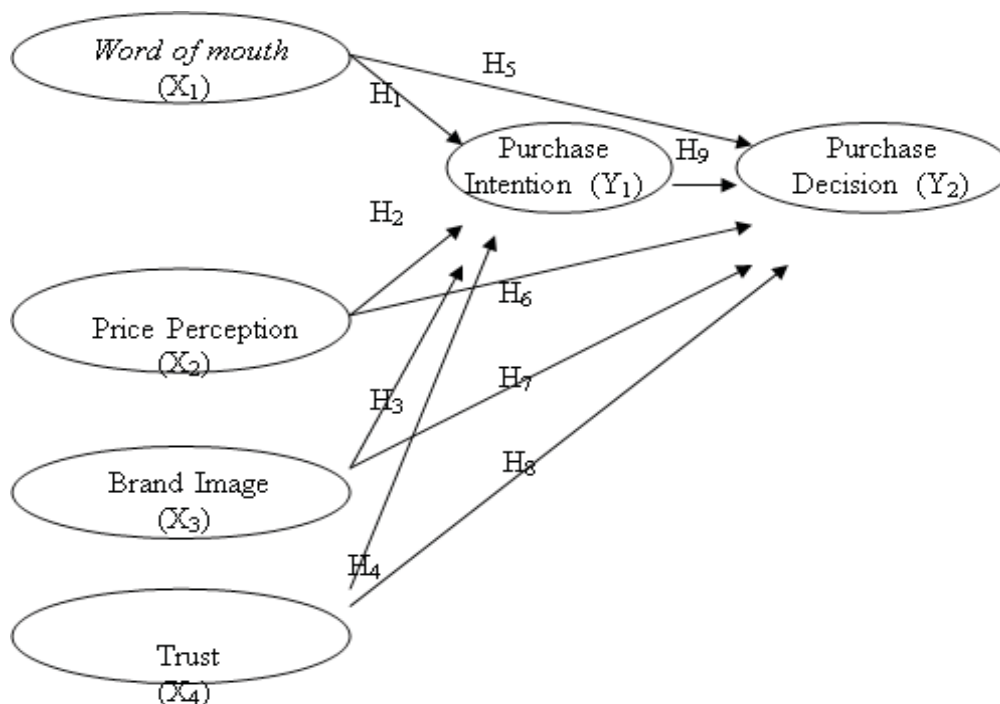 Word of mouth
(X₁)
H₅
H₁
Purchase
Intention (Y₁)
H₉
Purchase
Decision (Y₂)
H₂
H₆
Price Perception
(X₂)
H₃
H₇
Brand Image
(X₃)
H₈
H₄
Trust
(X₄)